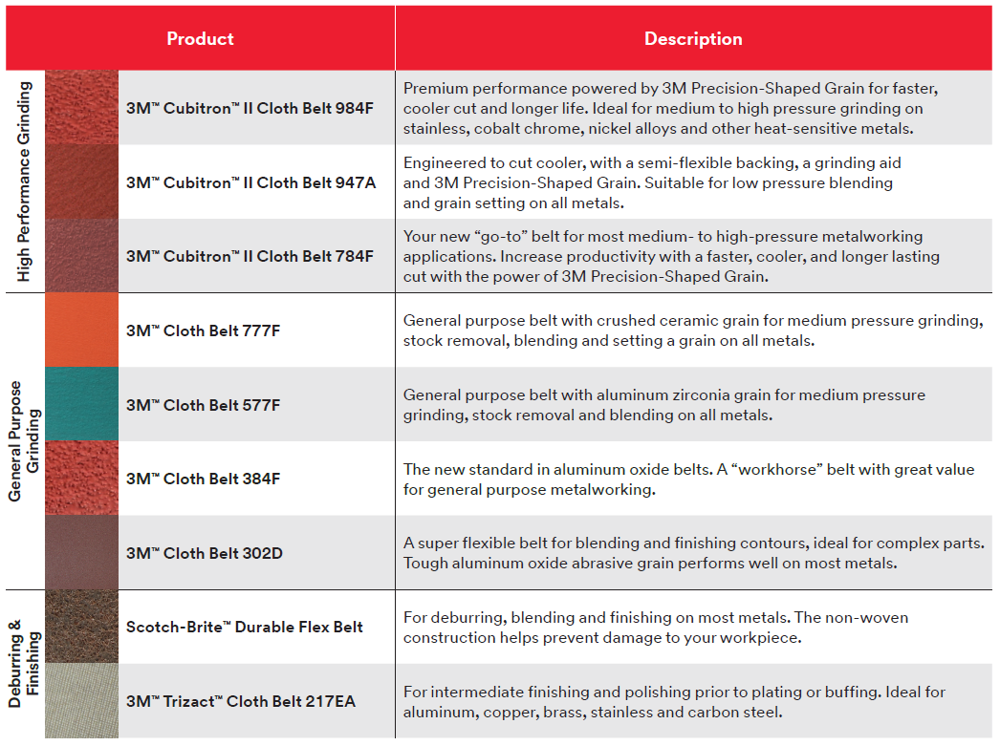 Product
Description
High Performance Grinding
3M™ Cubitron™ II Cloth Belt 984F
Premium performance powered by 3M Precision-Shaped Grain for faster,
cooler cut and longer life. Ideal for medium to high pressure grinding on
stainless, cobalt chrome, nickel alloys and other heat-sensitive metals.
3M™ Cubitron™ II Cloth Belt 947A
Engineered to cut cooler, with a semi-flexible backing, a grinding aid
and 3M Precision-Shaped Grain. Suitable for low pressure blending
and grain setting on all metals.
3M™ Cubitron™ II Cloth Belt 784F
Your new “go-to” belt for most medium- to high-pressure metalworking
applications. Increase productivity with a faster, cooler, and longer lasting
cut with the power of 3M Precision-Shaped Grain.
General Purpose
Grinding
3M™ Cloth Belt 777F
General purpose belt with crushed ceramic grain for medium pressure grinding,
stock removal, blending and setting a grain on all metals.
3M™ Cloth Belt 577F
General purpose belt with aluminum zirconia grain for medium pressure
grinding, stock removal and blending on all metals.
3M™ Cloth Belt 384F
The new standard in aluminum oxide belts. A “workhorse” belt with great value
for general purpose metalworking.
3M™ Cloth Belt 302D
A super flexible belt for blending and finishing contours, ideal for complex parts.
Tough aluminum oxide abrasive grain performs well on most metals.
Deburring &
Finishing
Scotch-Brite™ Durable Flex Belt
For deburring, blending and finishing on most metals. The non-woven
construction helps prevent damage to your workpiece.
3M™ Trizact™ Cloth Belt 217EA
For intermediate finishing and polishing prior to plating or buffing. Ideal for
aluminum, copper, brass, stainless and carbon steel.